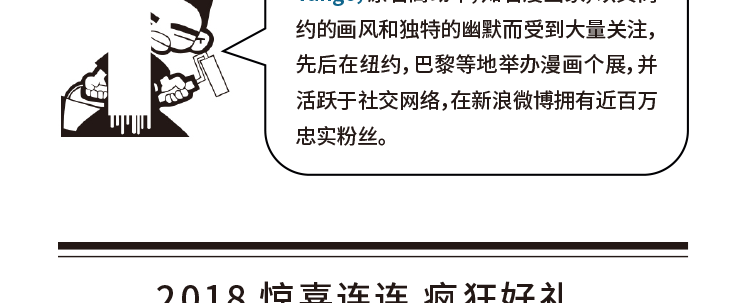 约的画风和独特的幽默而受到大量关注，
先后在纽约，巴黎等地举办漫画个展，并
活跃于社交网络，在新浪微博拥有近百万
忠实粉丝。
2018 惊喜连连 疯狂好礼